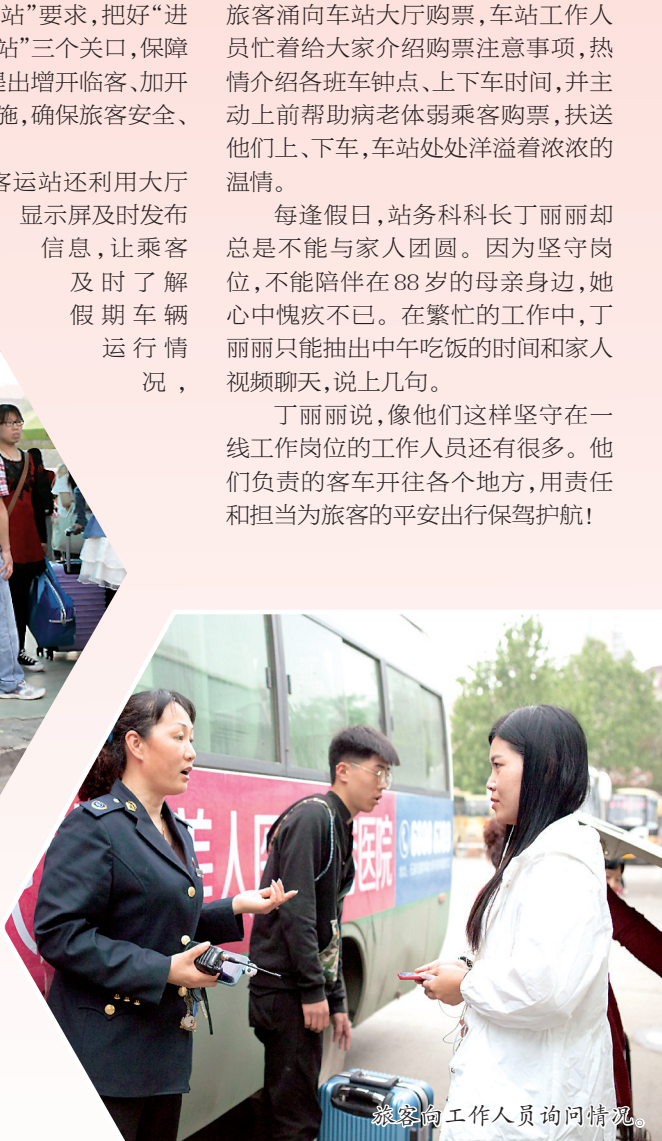 站”要求,把好“进
站”三个关口,保障
出增开临客、加开
施,确保旅客安全、
客运站还利用大厅
显示屏及时发布
信息,让乘客
及时了解
假期车辆
运行情
况,
旅客涌向车站大厅购票,车站工作人
员忙着给大家介绍购票注意事项,热
情介绍各班车钟点、上下车时间,并主
动上前帮助病老体弱乘客购票,扶送
他们上、下车,车站处处洋溢着浓浓的
温情。
每逢假日,站务科科长丁丽丽却
总是不能与家人团圆。因为坚守岗
位,不能陪伴在88岁的母亲身边,她
心中愧疚不已。在繁忙的工作中,丁
丽丽只能抽出中午吃饭的时间和家人
视频聊天,说上几句。
丁丽丽说,像他们这样坚守在一
线工作岗位的工作人员还有很多。他
们负责的客车开往各个地方,用责任
和担当为旅客的平安出行保驾护航!
美人医
医院
旅客向工作人员询问情况。